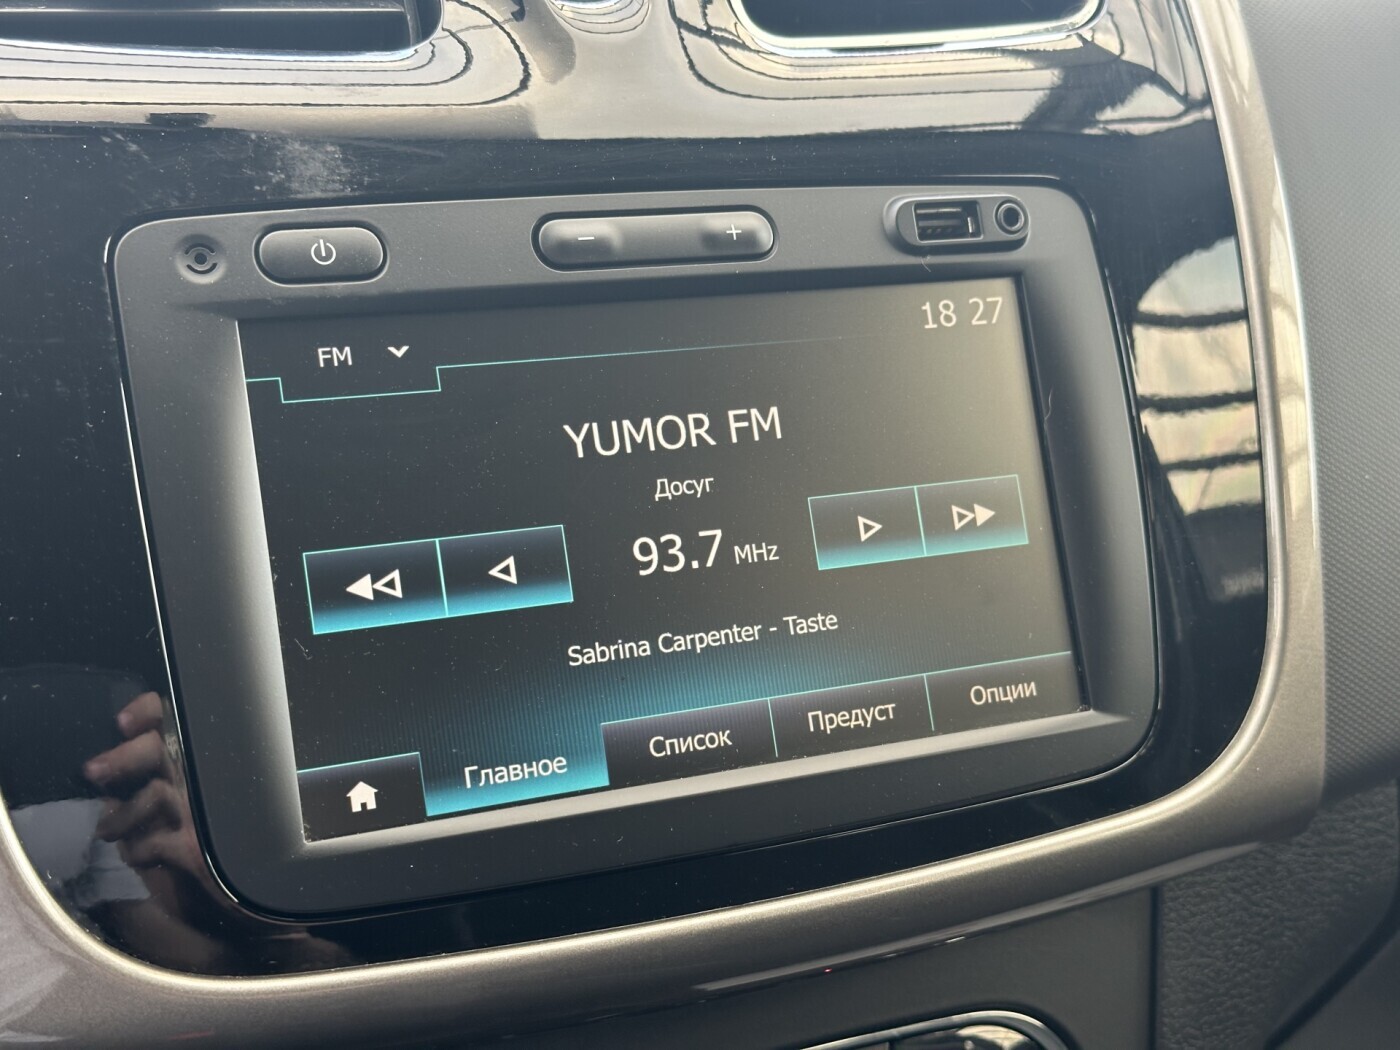 18 27
FM
YUMOR FM
Досуг
93.7 MHz
Sabrina Carpenter - Taste
Главное
Список
Предуст
Опции